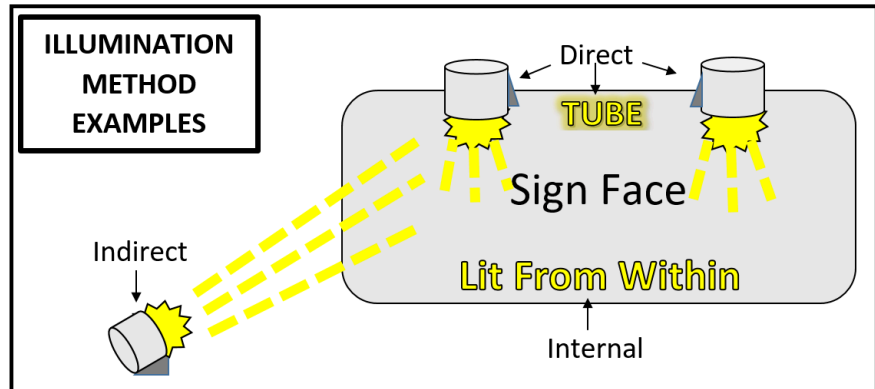 ILLUMINATION
METHOD
EXAMPLES
Direct
TUBE
Sign Face
Indirect
Lit From Within
Internal